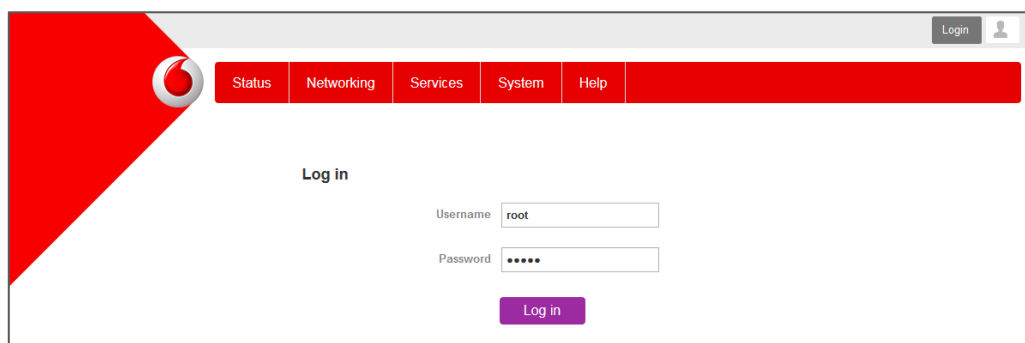 Login
Status Networking Services System Help
Log in
Username root
Password •••••
Log in